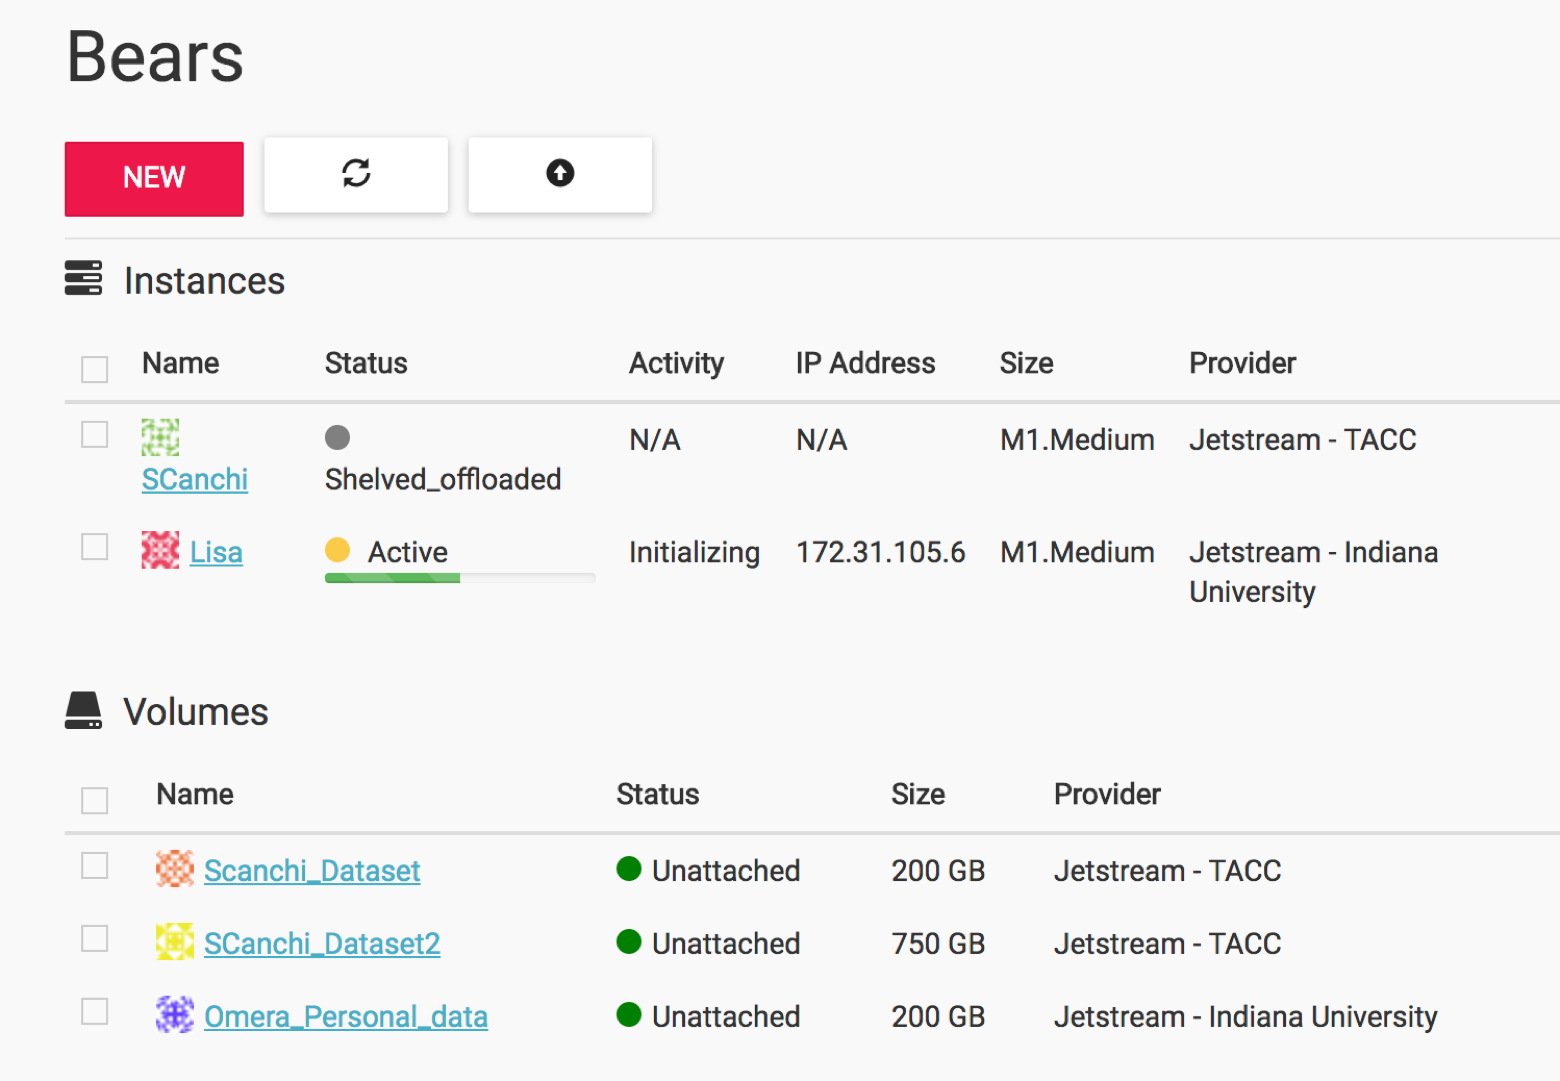 Bears
NEW
Instances
Name Status Activity IP Address Size Provider
SCanchi Shelved_offloaded N/A N/A M1.Medium Jetstream - TACC
Lisa Active Initializing 172.31.105.6 M1.Medium Jetstream - Indiana
University
Volumes
Name Status Size Provider
Scanchi_Dataset Unattached 200 GB Jetstream - TACC
SCanchi_Dataset2 Unattached 750 GB Jetstream - TACC
Omera_Personal_data Unattached 200 GB Jetstream - Indiana University